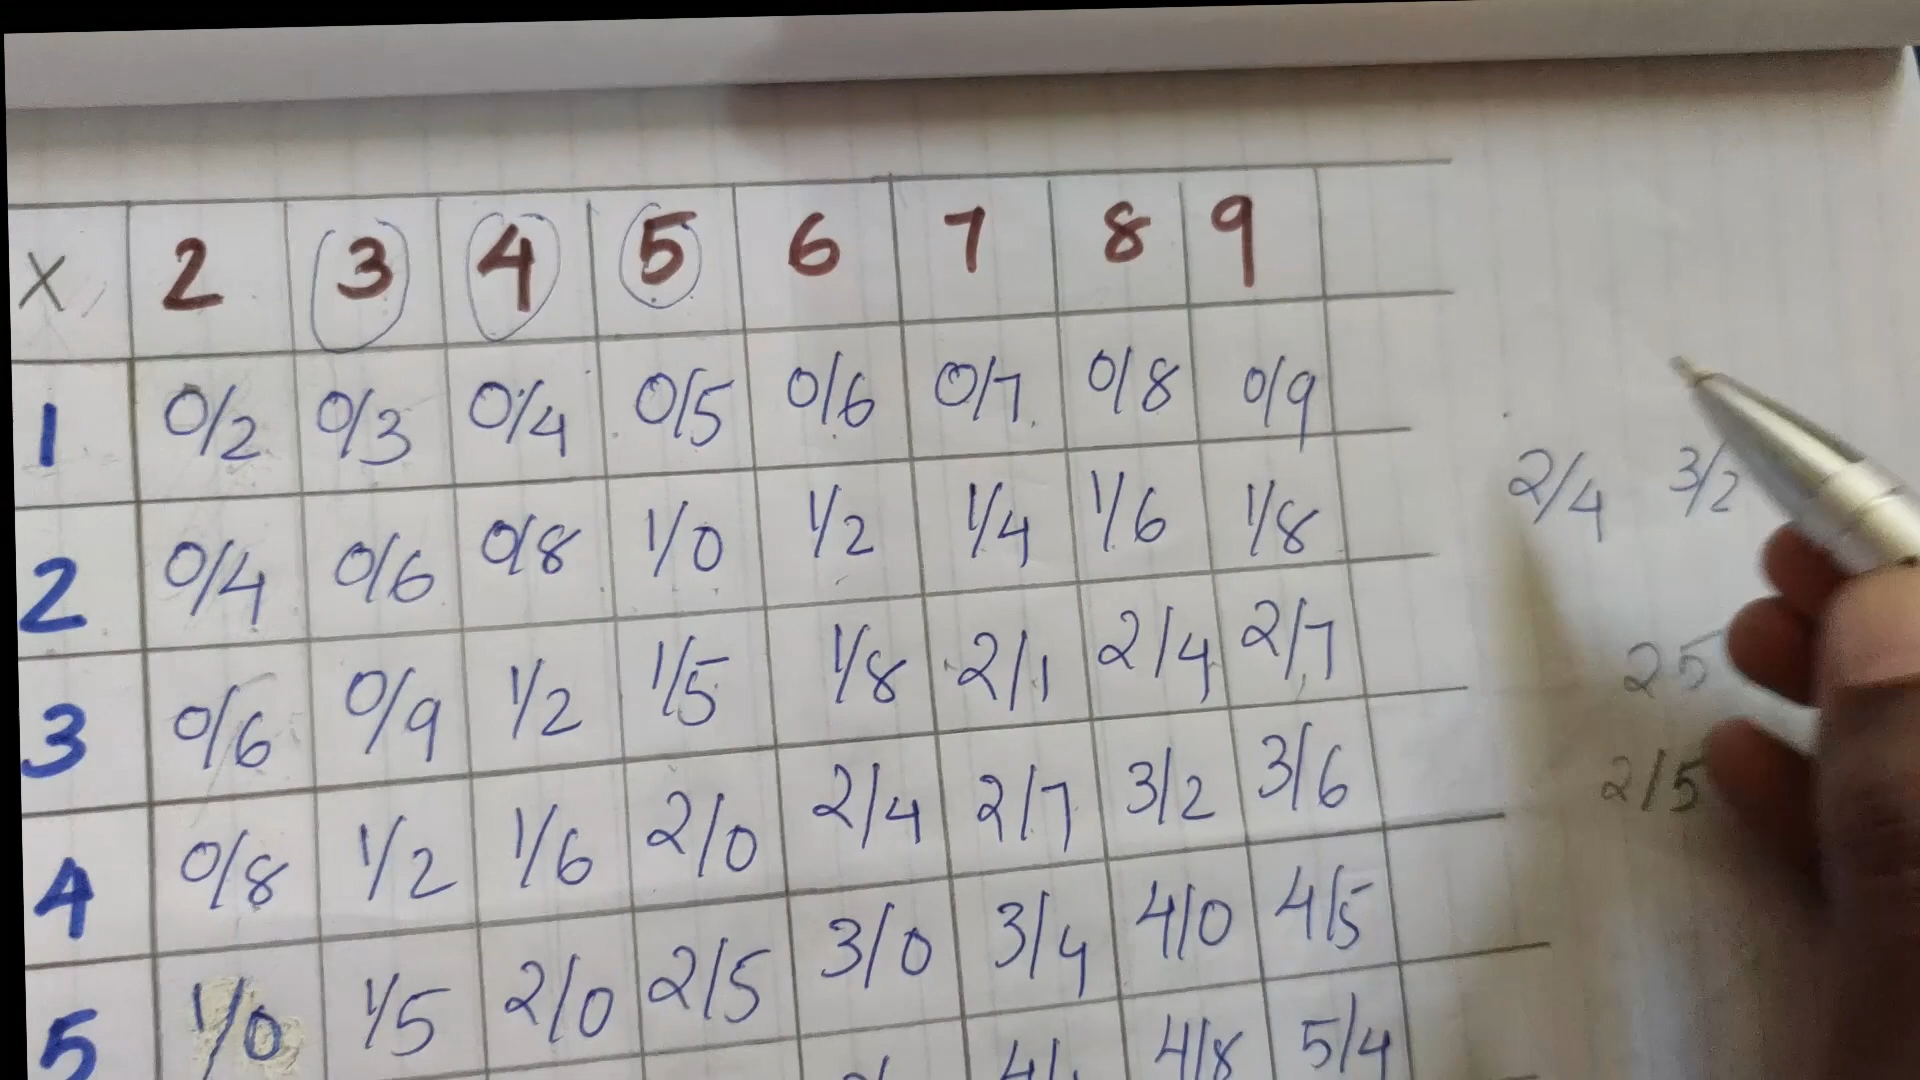 X 2 3 4 5 6 7 8 9
1 0/2 0/3 0/4 0/5 0/6 0/7 0/8 0/9
2 0/4 0/6 0/8 1/0 1/2 1/4 1/6 1/8
2/4 3/2
3 0/6 0/9 1/2 1/5 1/8 2/1 2/4 2/7
25
4 0/8 1/2 1/6 2/0 2/4 2/7 3/2 3/6
2/5
5 1/0 1/5 2/0 2/5 3/0 3/4 4/0 4/5
4/8 5/4